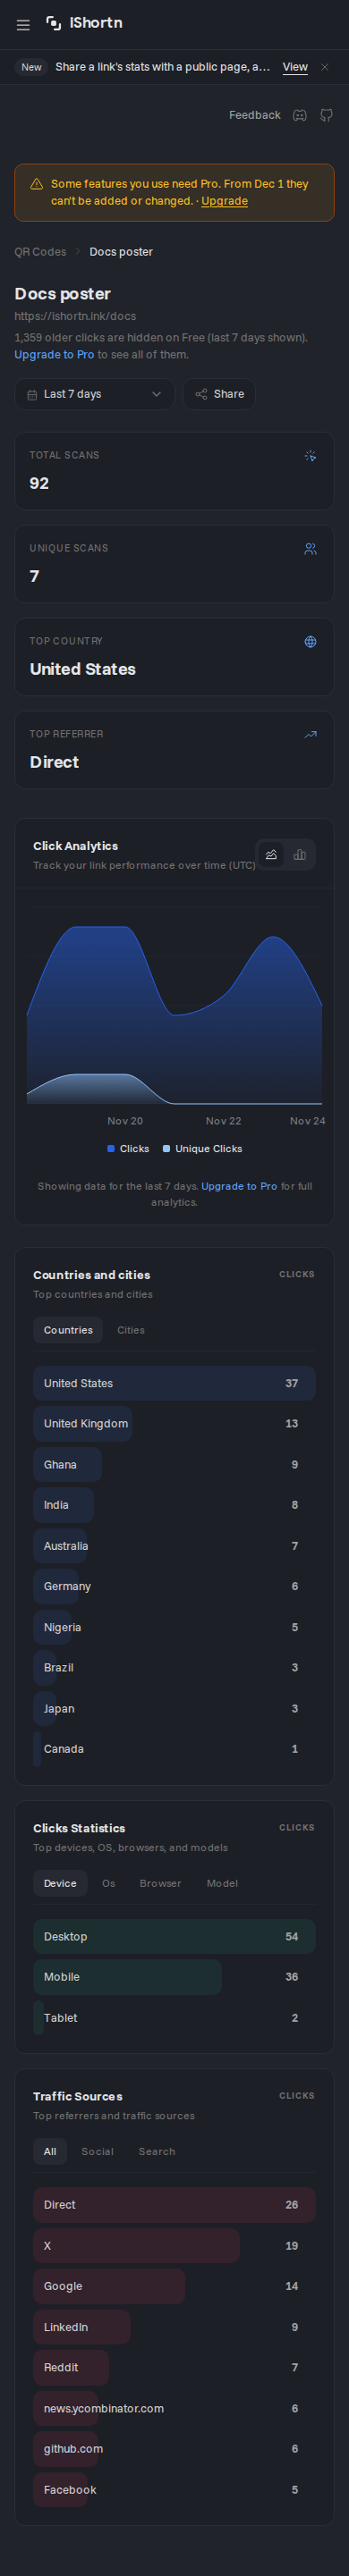 IShortn
New Share a link's stats with a public page, a... View
Feedback
Some features you use need Pro. From Dec 1 they
can't be added or changed. · Upgrade
QR Codes Docs poster
Docs poster
https://ishortn.ink/docs
1,359 older clicks are hidden on Free (last 7 days shown).
Upgrade to Pro to see all of them.
Last 7 days Share
TOTAL SCANS
92
UNIQUE SCANS
7
TOP COUNTRY
United States
TOP REFERRER
Direct
Click Analytics
Track your link performance over time (UTC)
Nov 20 Nov 22 Nov 24
Clicks Unique Clicks
Showing data for the last 7 days. Upgrade to Pro for full
analytics.
Countries and cities CLICKS
Top countries and cities
Countries Cities
United States 37
United Kingdom 13
Ghana 9
India 8
Australia 7
Germany 6
Nigeria 5
Brazil 3
Japan 3
Canada 1
Clicks Statistics CLICKS
Top devices, OS, browsers, and models
Device Os Browser Model
Desktop 54
Mobile 36
Tablet 2
Traffic Sources CLICKS
Top referrers and traffic sources
All Social Search
Direct 26
X 19
Google 14
LinkedIn 9
Reddit 7
news.ycombinator.com 6
github.com 6
Facebook 5